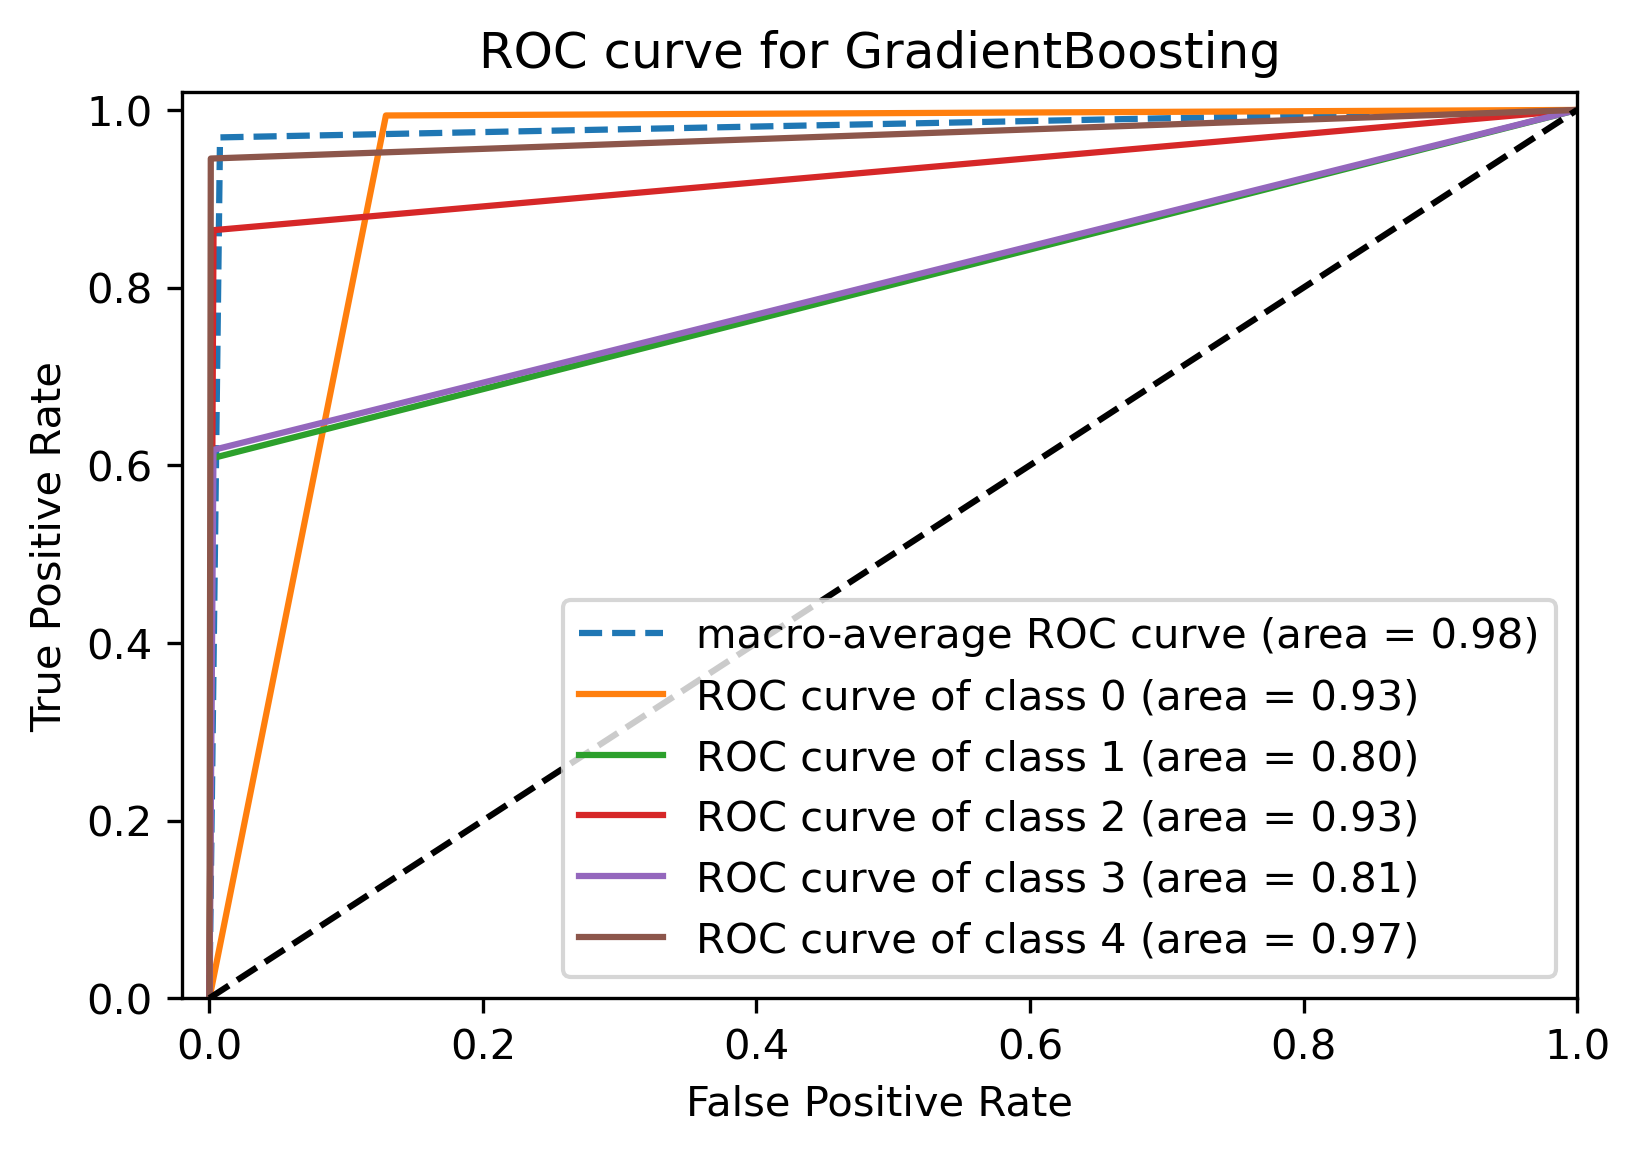 ROC curve for GradientBoosting
1.0
0.8
0.6
0.4
0.2
0.0
True Positive Rate
macro-average ROC curve (area = 0.98)
ROC curve of class 0 (area = 0.93)
ROC curve of class 1 (area = 0.80)
ROC curve of class 2 (area = 0.93)
ROC curve of class 3 (area = 0.81)
ROC curve of class 4 (area = 0.97)
0.0 0.2 0.4 0.6 0.8 1.0
False Positive Rate